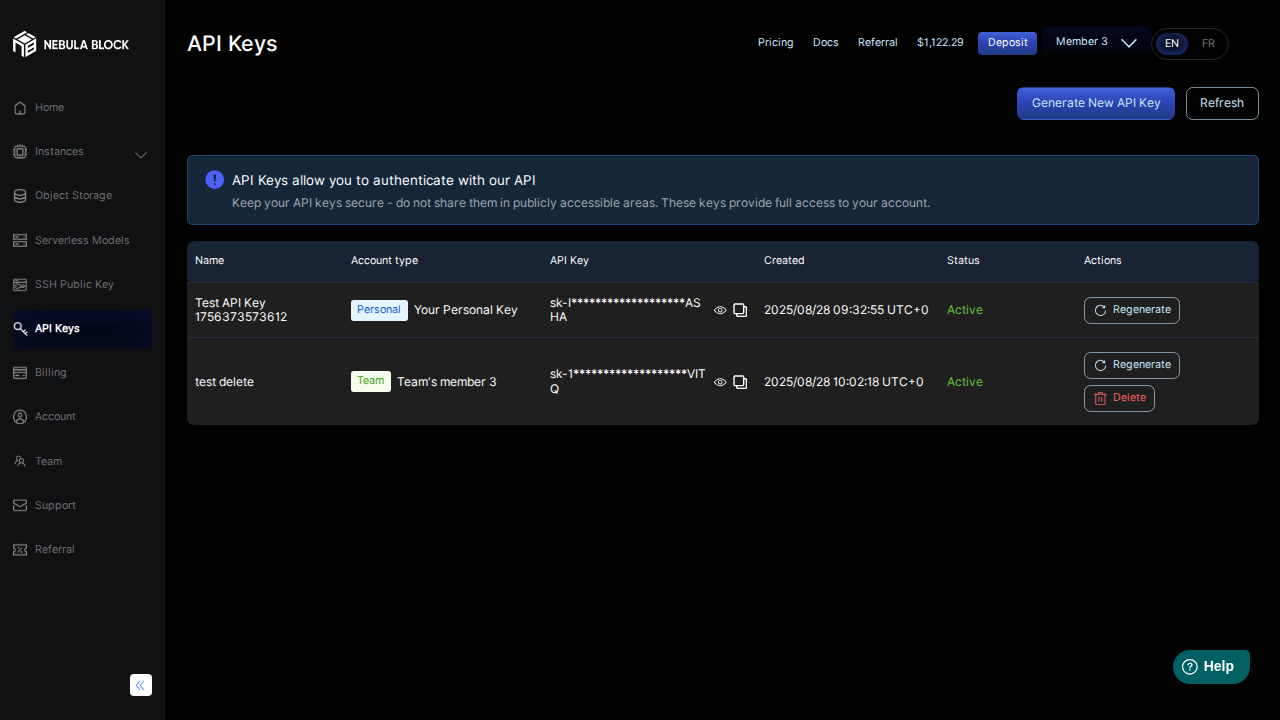 NEBULA BLOCK
API Keys
Pricing
Docs
Referral
$1,122.29
Deposit
Member 3
EN
FR
Home
Instances
Object Storage
Serverless Models
SSH Public Key
API Keys
Billing
Account
Team
Support
Referral
Generate New API Key
Refresh
API Keys allow you to authenticate with our API
Keep your API keys secure - do not share them in publicly accessible areas. These keys provide full access to your account.
Name
Account type
API Key
Created
Status
Actions
Test API Key
1756373573612
Personal
Your Personal Key
sk-I*******************AS
HA
2025/08/28 09:32:55 UTC+0
Active
Regenerate
test delete
Team
Team's member 3
sk-1*******************VIT
Q
2025/08/28 10:02:18 UTC+0
Active
Regenerate
Delete
Help